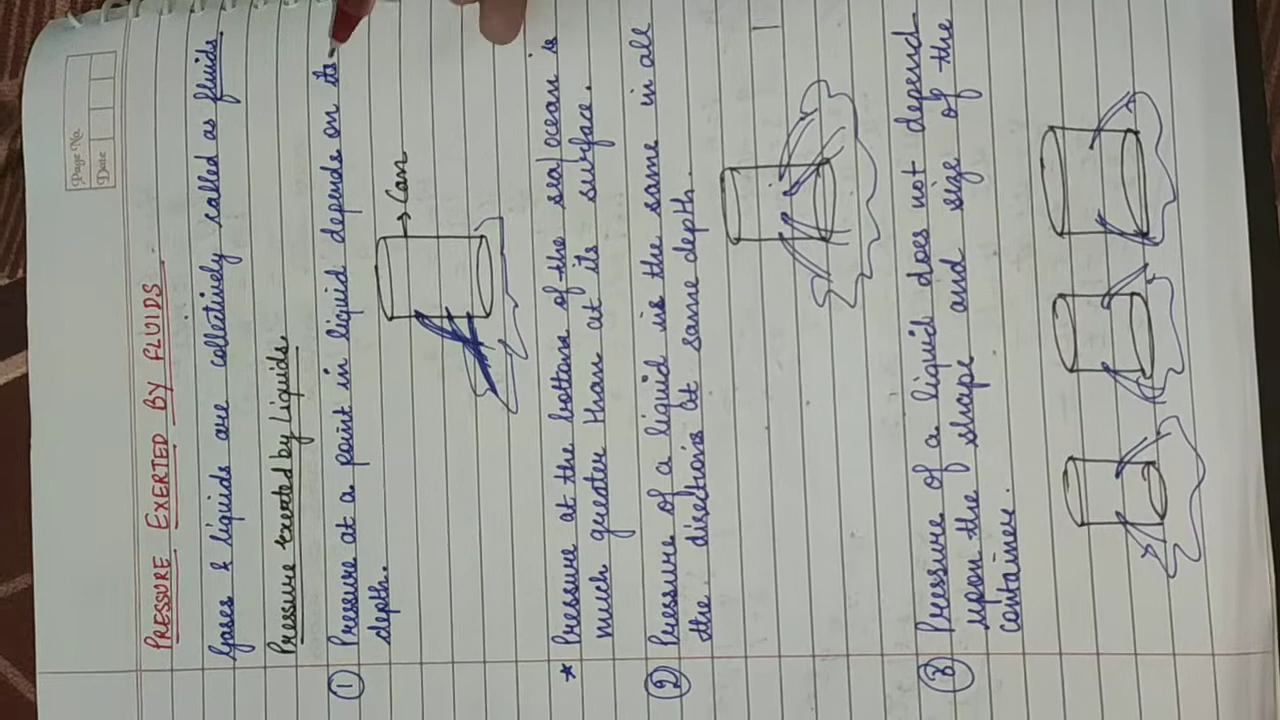 Page No.
Date
PRESSURE EXERTED BY FLUIDS
Gases & liquids are collectively called as fluids
Pressure exerted by liquids
① Pressure at a point in liquid depends on its
depth.
→ Can
* Pressure at the bottom of the sea/ocean is
much greater than at its surface.
② Pressure of a liquid is the same in all
the directions at same depth.
③ Pressure of a liquid does not depend
upon the shape and size of the
container.